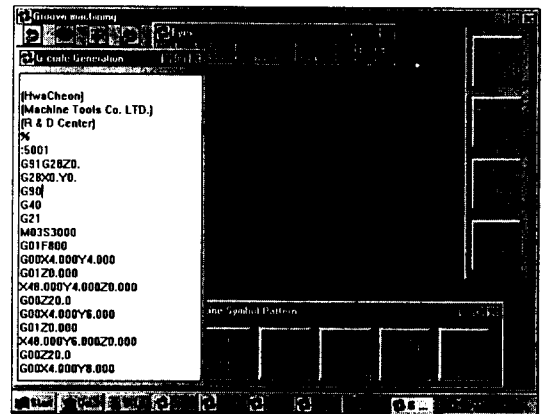 Groove machining
G-code Generation
(HwaCheon)
(Machine Tools Co. LTD.)
(R & D Center)
%
:5001
G91G28Z0.
G28X0.Y0.
G90
G40
G21
M03S3000
G01F800
G00X4.000Y4.000
G01Z0.000
X48.000Y4.000Z0.000
G00Z20.0
G00X4.000Y6.000
G01Z0.000
X48.000Y6.000Z0.000
G00Z20.0
G00X4.000Y8.000
ine Symbol Pattern